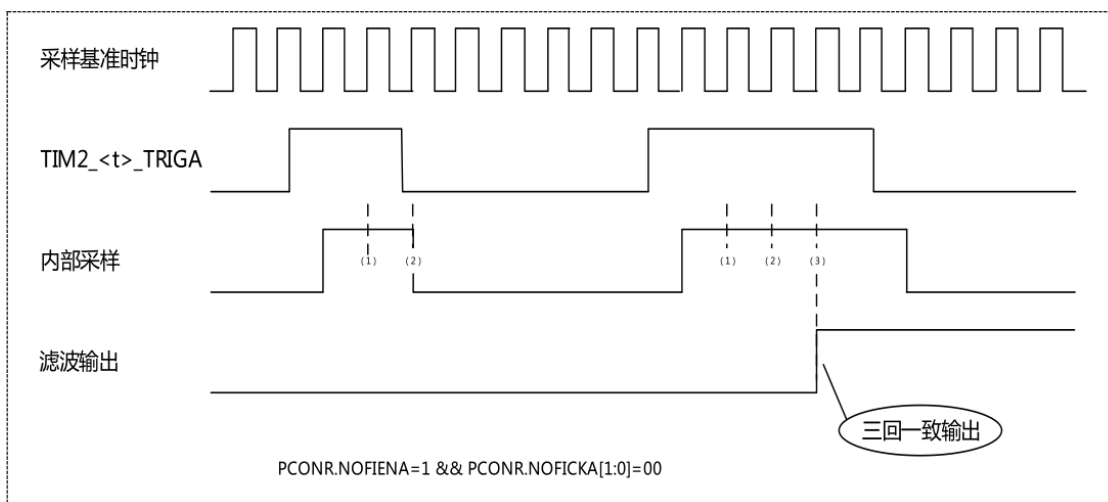 采样基准时钟
TIM2_<t>_TRIGA
内部采样
(1)
(2)
(1)
(2)
(3)
滤波输出
三回一致输出
PCONR.NOFIENA=1 && PCONR.NOFICKA[1:0]=00